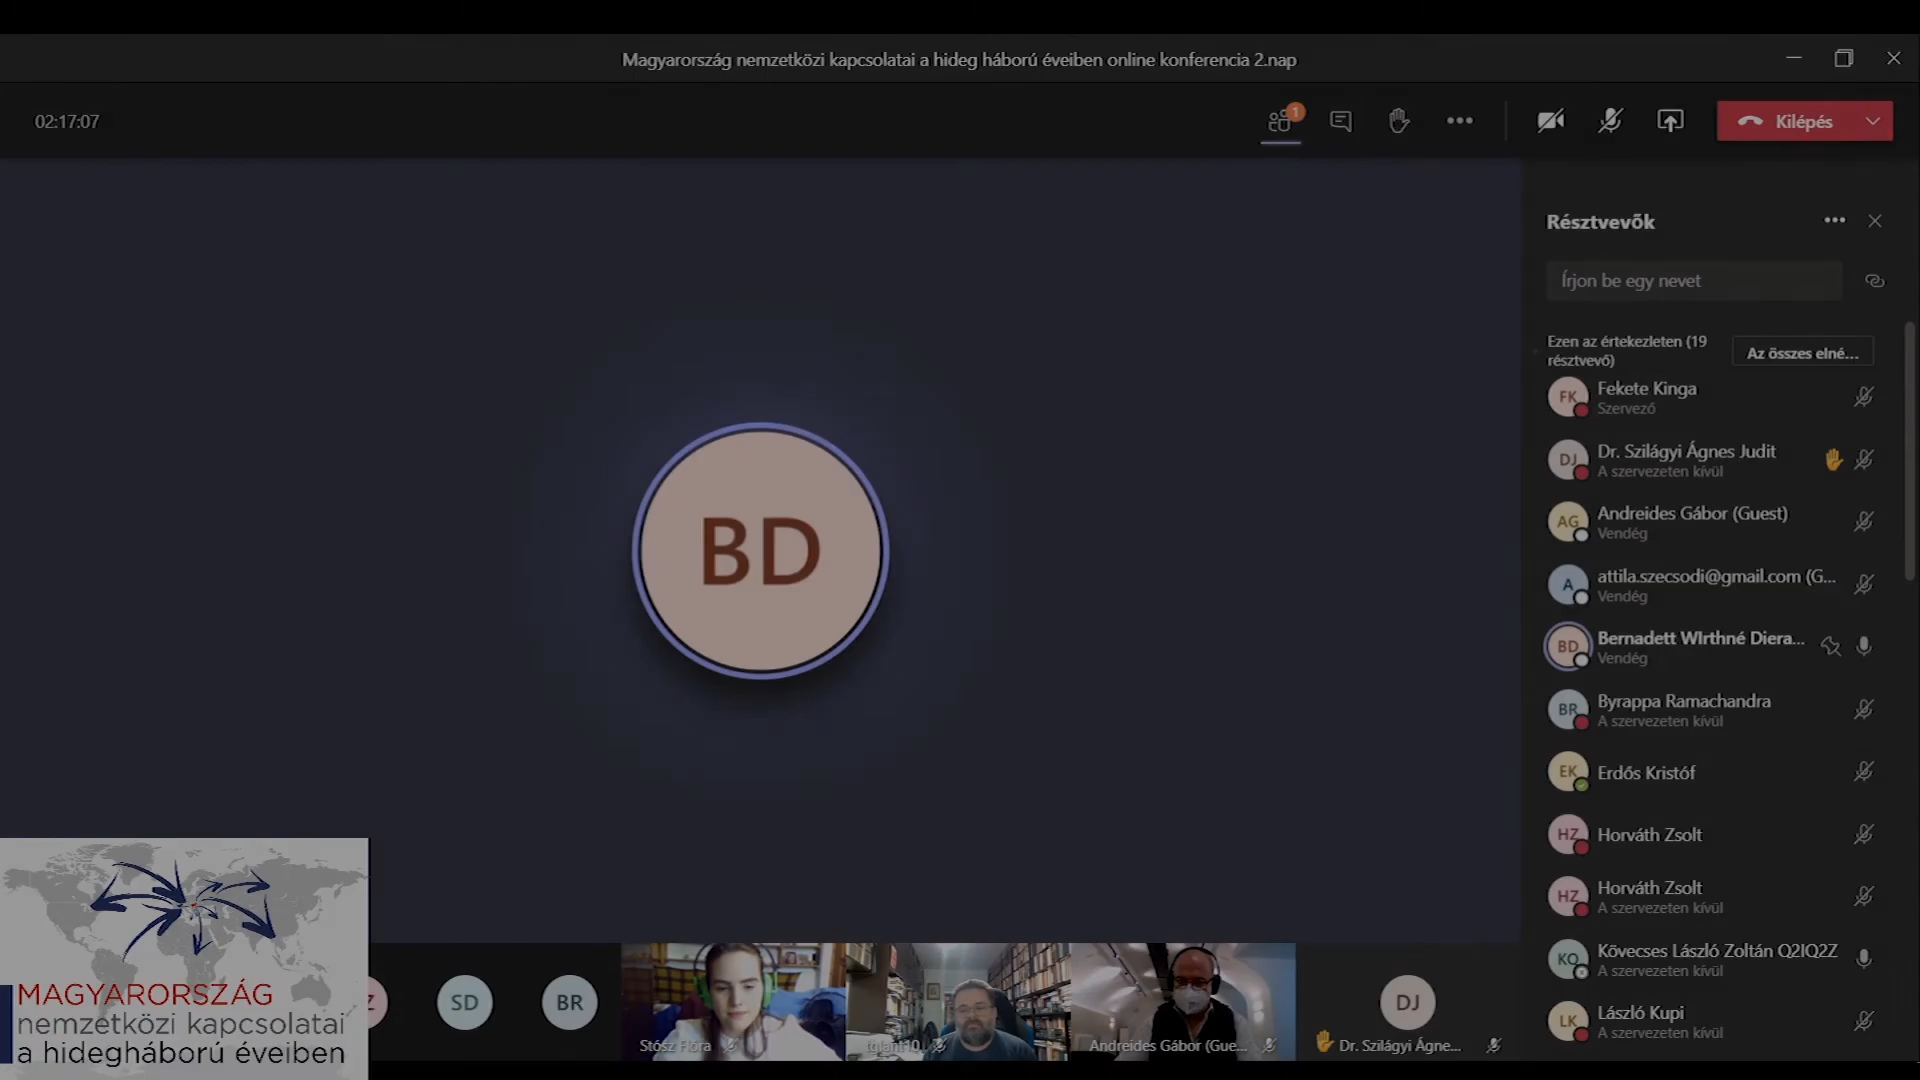 Magyarország nemzetközi kapcsolatai a hideg háború éveiben online konferencia 2.nap
02:17:07
1
Kilépés
Résztvevők
Írjon be egy nevet
Ezen az értekezleten (19
résztvevő)
Az összes elné...
FK
Fekete Kinga
Szervező
DJ
Dr. Szilágyi Ágnes Judit
A szervezeten kívül
AG
Andreides Gábor (Guest)
Vendég
A
attila.szecsodi@gmail.com (G...
Vendég
BD
Bernadett WIrthné Diera...
Vendég
BR
Byrappa Ramachandra
A szervezeten kívül
EK
Erdős Kristóf
HZ
Horváth Zsolt
HZ
Horváth Zsolt
A szervezeten kívül
KQ
Kövecses László Zoltán Q2IQ2Z
A szervezeten kívül
LK
László Kupi
A szervezeten kívül
BD
Z
SD
BR
DJ
Stósz Flóra
Andreides Gábor (Gue...
Dr. Szilágyi Ágne...
MAGYARORSZÁG
nemzetközi kapcsolatai
a hidegháború éveiben